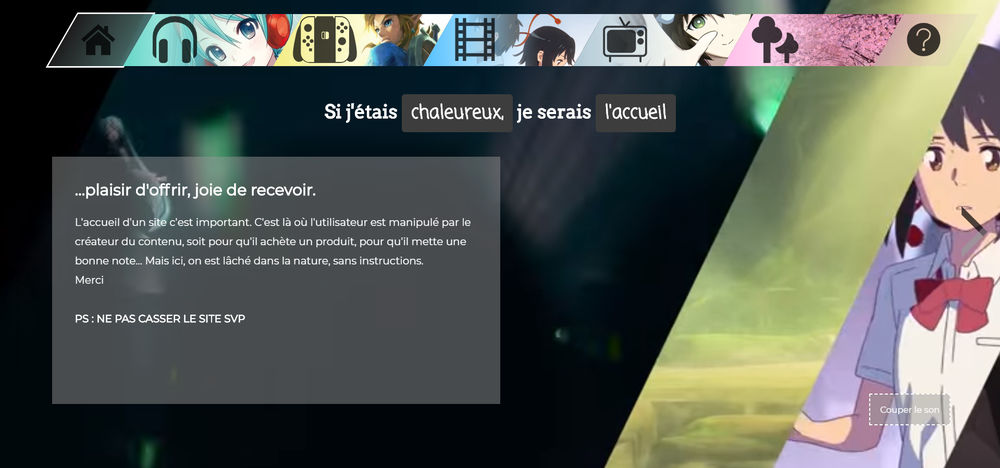 Si j'étais chaleureux, je serais l'accueil
...plaisir d'offrir, joie de recevoir.
L'accueil d'un site c'est important. C'est là où l'utilisateur est manipulé par le
créateur du contenu, soit pour qu'il achète un produit, pour qu'il mette une
bonne note... Mais ici, on est lâché dans la nature, sans instructions.
Merci
PS : NE PAS CASSER LE SITE SVP
Couper le son